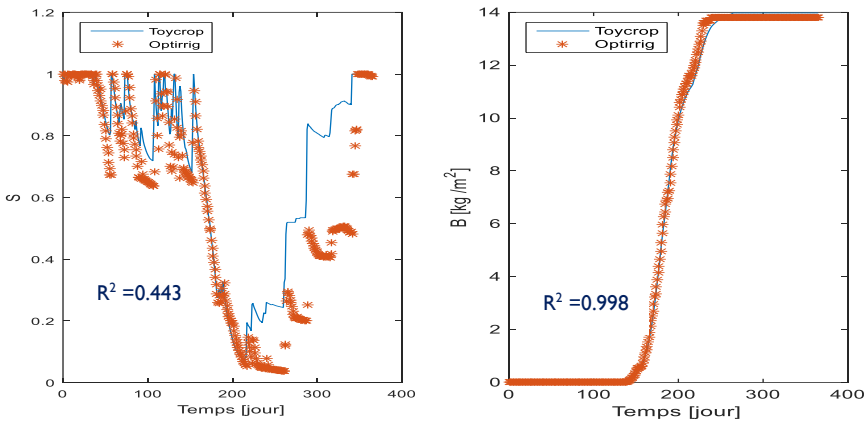 Toycrop
Optirrig
1.2
1
0.8
0.6
0.4
0.2
0
S
R² =0.443
0
100
200
300
400
Temps [jour]
Toycrop
Optirrig
14
12
10
8
6
4
2
0
B [kg /m²]
R² =0.998
0
100
200
300
400
Temps [jour]